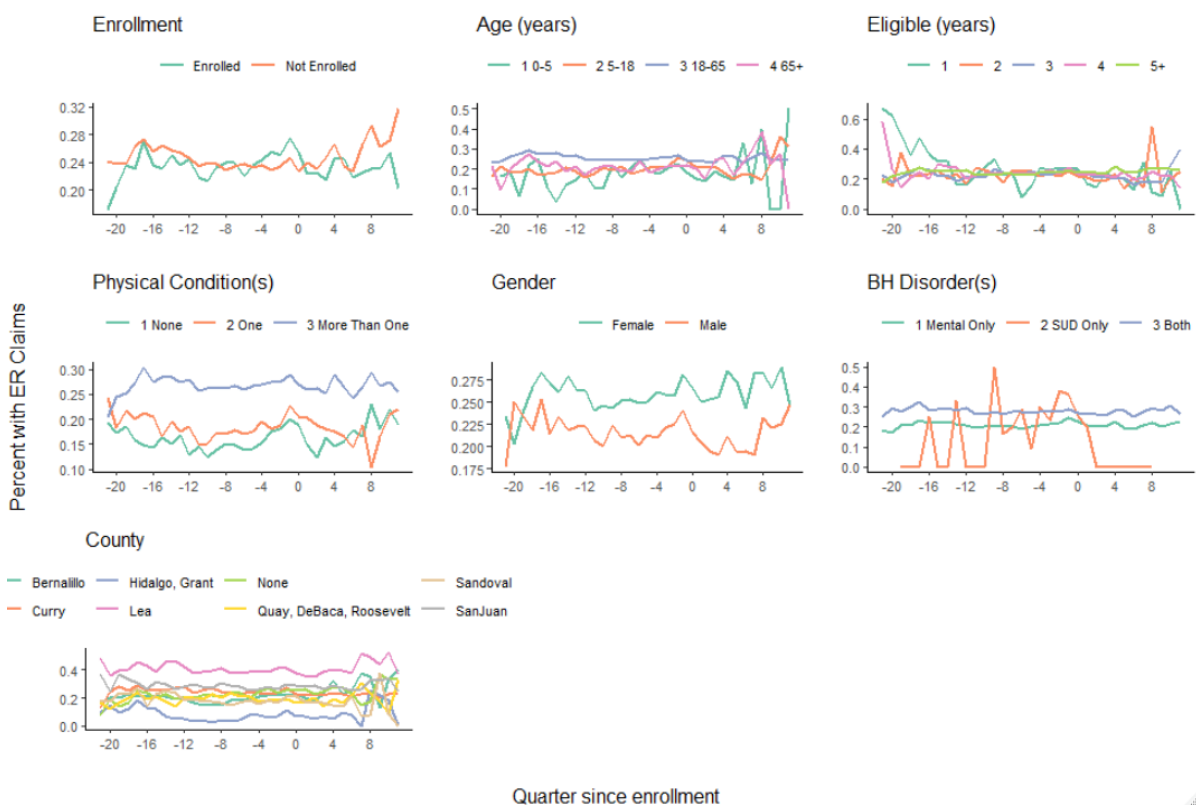 Enrollment
Enrolled Not Enrolled
0.32
0.28
0.24
0.20
-20 -16 -12 -8 -4 0 4 8
Age (years)
1 0-5 2 5-18 3 18-65 4 65+
0.5
0.4
0.3
0.2
0.1
0.0
-20 -16 -12 -8 -4 0 4 8
Eligible (years)
1 2 3 4 5+
0.6
0.4
0.2
0.0
-20 -16 -12 -8 -4 0 4 8
Percent with ER Claims
Physical Condition(s)
1 None 2 One 3 More Than One
0.30
0.25
0.20
0.15
0.10
-20 -16 -12 -8 -4 0 4 8
Gender
Female Male
0.275
0.250
0.225
0.200
0.175
-20 -16 -12 -8 -4 0 4 8
BH Disorder(s)
1 Mental Only 2 SUD Only 3 Both
0.5
0.4
0.3
0.2
0.1
0.0
-20 -16 -12 -8 -4 0 4 8
County
Bernalillo Hidalgo, Grant None Sandoval
Curry Lea Quay, DeBaca, Roosevelt SanJuan
0.4
0.2
0.0
-20 -16 -12 -8 -4 0 4 8
Quarter since enrollment